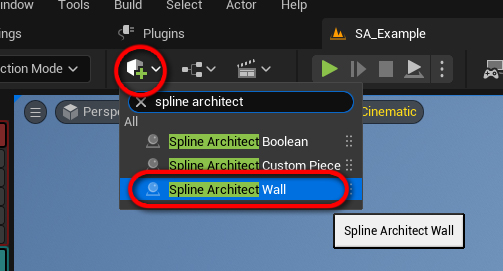 ndow Tools Build Select Actor Help
ngs Plugins SA_Example
ction Mode
spline architect
Perspe Cinematic
All
Spline Architect Boolean
Spline Architect Custom Piece
Spline Architect Wall
Spline Architect Wall